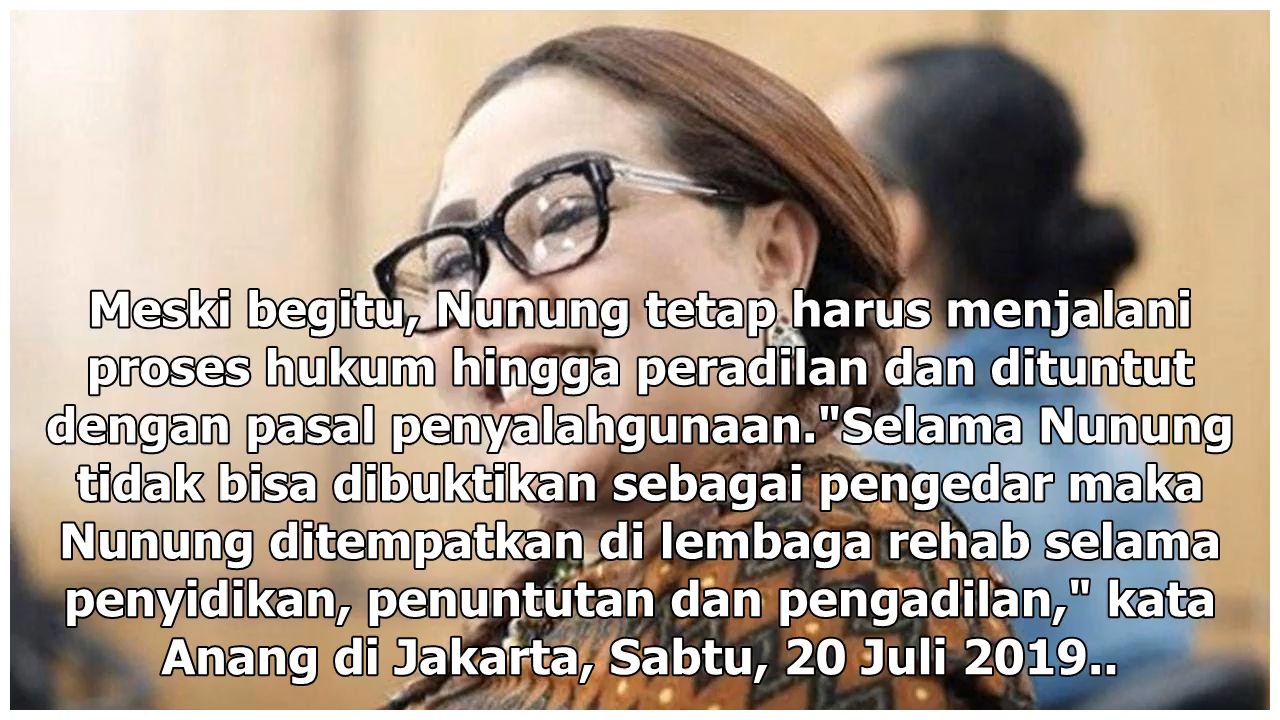 Meski begitu, Nunung tetap harus menjalani
proses hukum hingga peradilan dan dituntut
dengan pasal penyalahgunaan."Selama Nunung
tidak bisa dibuktikan sebagai pengedar maka
Nunung ditempatkan di lembaga rehab selama
penyidikan, penuntutan dan pengadilan," kata
Anang di Jakarta, Sabtu, 20 Juli 2019..